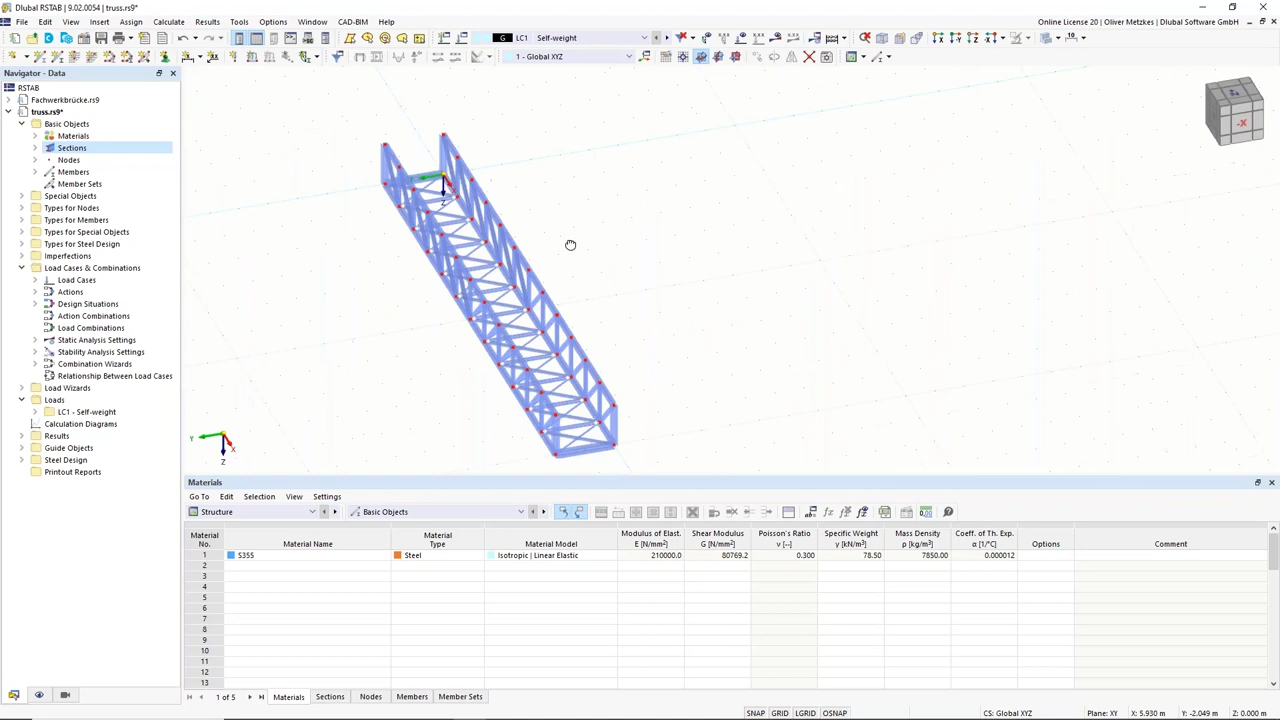 Dlubal RSTAB | 9.02.0054 | truss.rs9*
File Edit View Insert Assign Calculate Results Tools Options Window CAD-BIM Help
Online License 20 | Oliver Metzkes | Dlubal Software GmbH
G LC1 Self-weight
1 - Global XYZ
Navigator - Data
RSTAB
Fachwerkbrücke.rs9
truss.rs9*
Basic Objects
Materials
Sections
Nodes
Members
Member Sets
Special Objects
Types for Nodes
Types for Members
Types for Special Objects
Types for Steel Design
Imperfections
Load Cases & Combinations
Load Cases
Actions
Design Situations
Action Combinations
Load Combinations
Static Analysis Settings
Stability Analysis Settings
Combination Wizards
Relationship Between Load Cases
Load Wizards
Loads
LC1 - Self-weight
Calculation Diagrams
Results
Guide Objects
Steel Design
Printout Reports
-X
Z
Y
X
Z
Materials
Go To Edit Selection View Settings
Structure Basic Objects
Material No. Material Name Material Type Material Model Modulus of Elast. E [N/mm²] Shear Modulus G [N/mm²] Poisson's Ratio ν [--] Specific Weight γ [kN/m³] Mass Density ρ [kg/m³] Coeff. of Th. Exp. α [1/°C] Options Comment
1 S355 Steel Isotropic | Linear Elastic 210000.0 80769.2 0.300 78.50 7850.00 0.000012
2
3
4
5
6
7
8
9
10
11
12
13
1 of 5 Materials Sections Nodes Members Member Sets
SNAP GRID LGRID OSNAP CS: Global XYZ Plane: XY X: 5.930 m Y: -2.049 m Z: 0.000 m